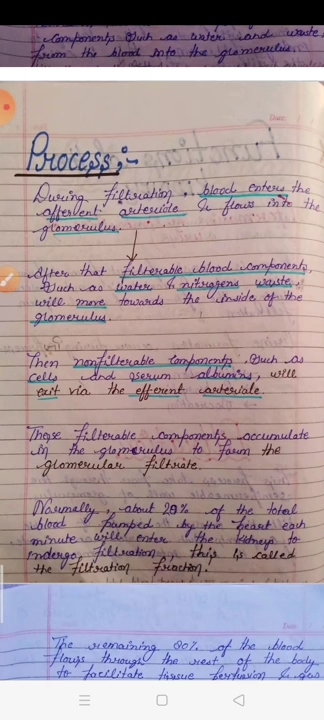 components such as water and waste
from the blood into the glomerulus.
Process:-
During filtration, blood enters the
afferent arteriole & flows into the
glomerulus.
After that filterable blood components,
such as water & nitrogens waste,
will move towards the inside of the
glomerulus.
Then nonfilterable components such as
cells and serum albumins, will
exit via the efferent arteriole.
These filterable components accumulate
in the glomerulus to form the
glomerular filtrate.
Normally, about 20% of the total
blood pumped by the heart each
minute will enter the kidneys to
undergo filtration this is called
the filtration fraction.
The remaining 80% of the blood
flows through the rest of the body
to facilitate tissue perfusion & gas